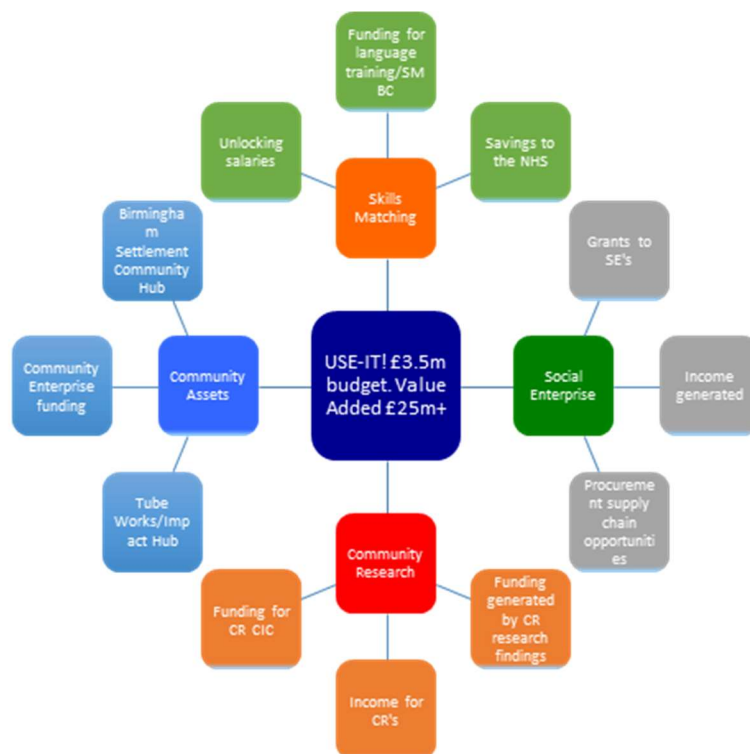 Funding for
language
training/SM
BC
Unlocking
salaries
Savings to
the NHS
Skills
Matching
Birmingha
m
Settlement
Community
Hub
Grants to
SE's
Community
Enterprise
funding
Community
Assets
USE-IT! £3.5m
budget. Value
Added £25m+
Social
Enterprise
Income
generated
Tube
Works/Impact
Hub
Procureme
nt supply
chain
opportuniti
es
Community
Research
Funding for
CR CIC
Funding
generated
by CR
research
findings
Income for
CR's